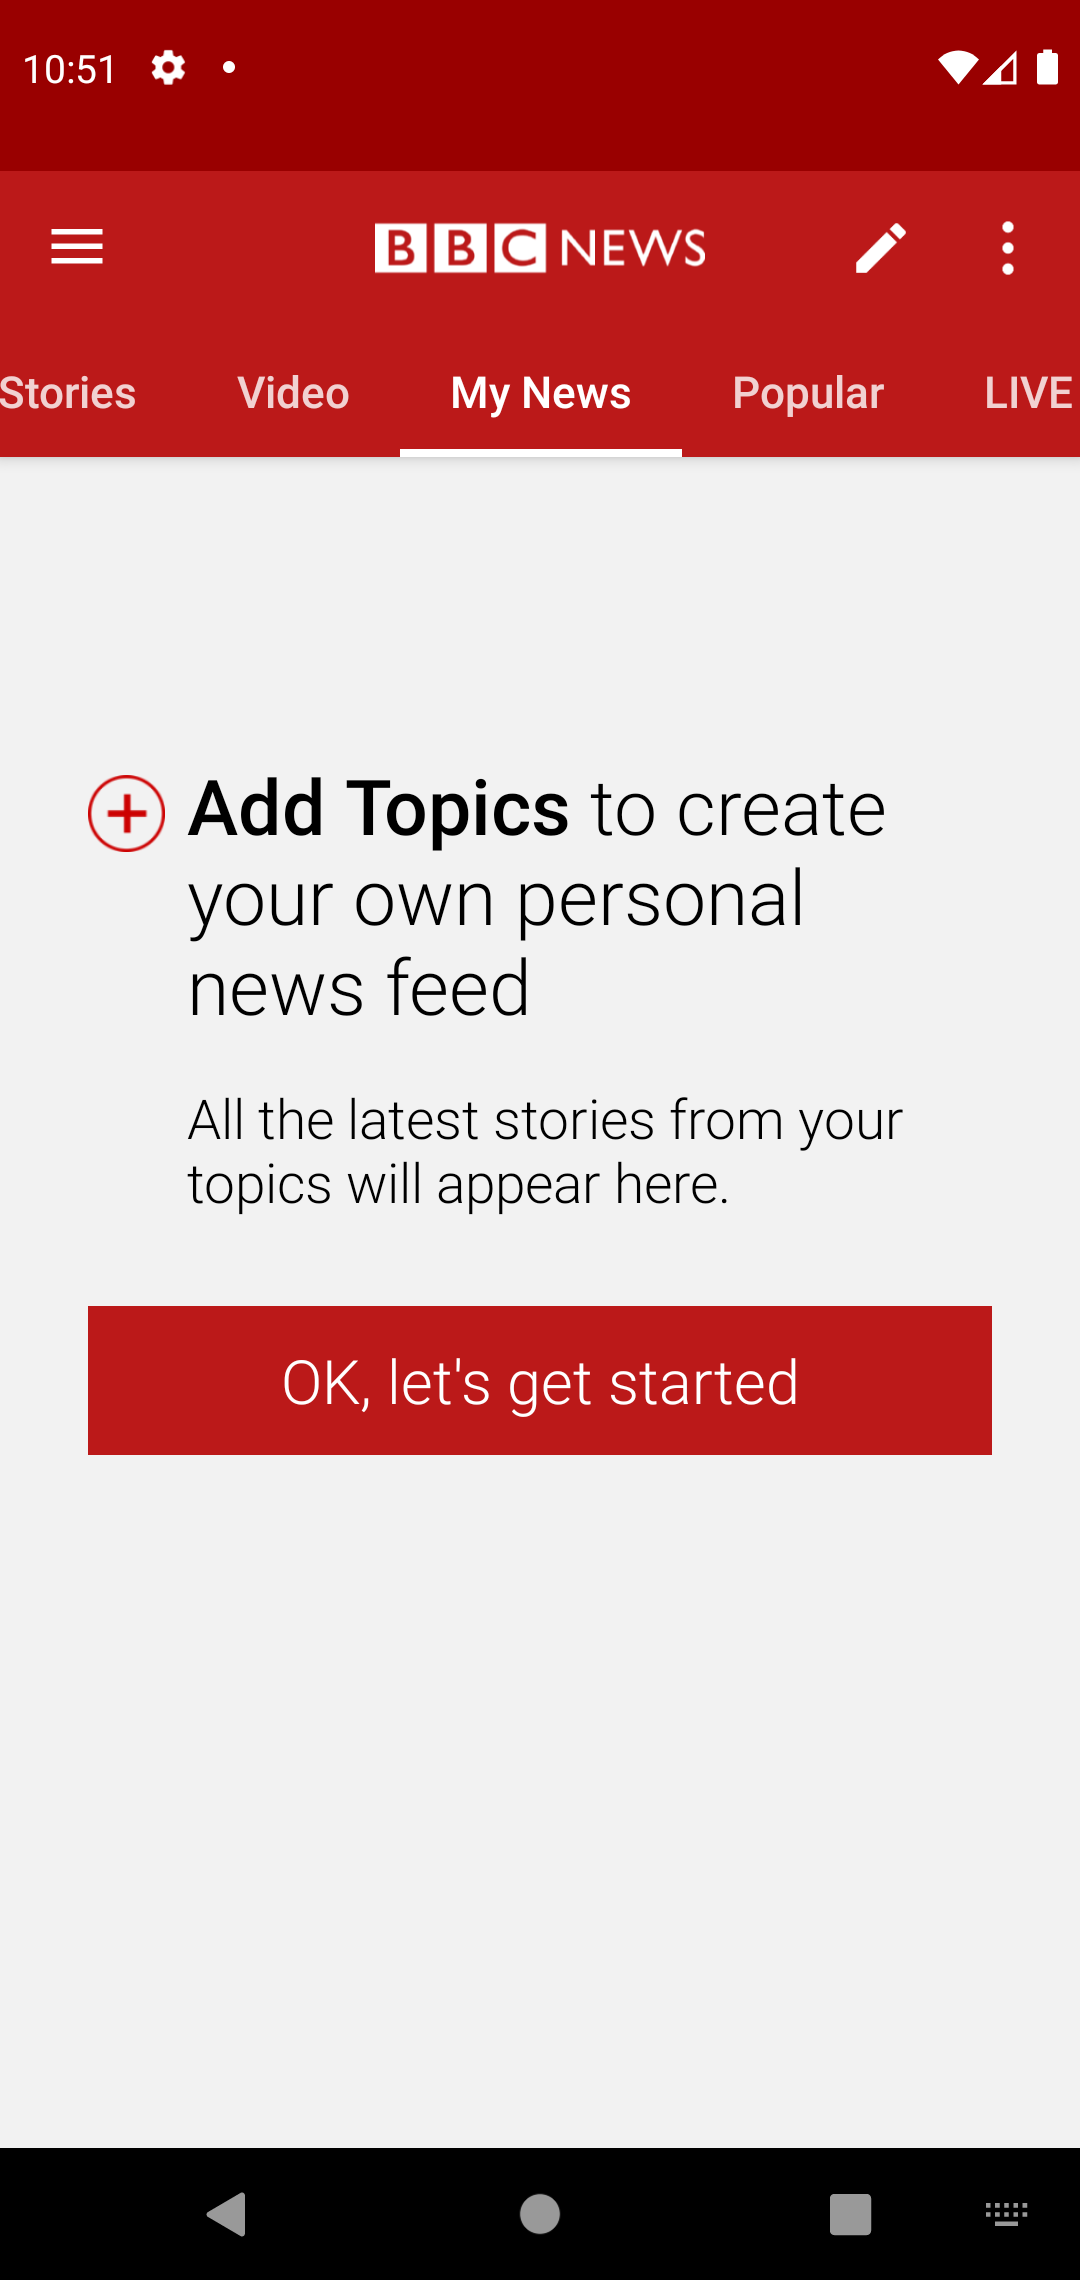 10:51
BBC NEWS
Stories Video My News Popular LIVE
Add Topics to create
your own personal
news feed
All the latest stories from your
topics will appear here.
OK, let's get started